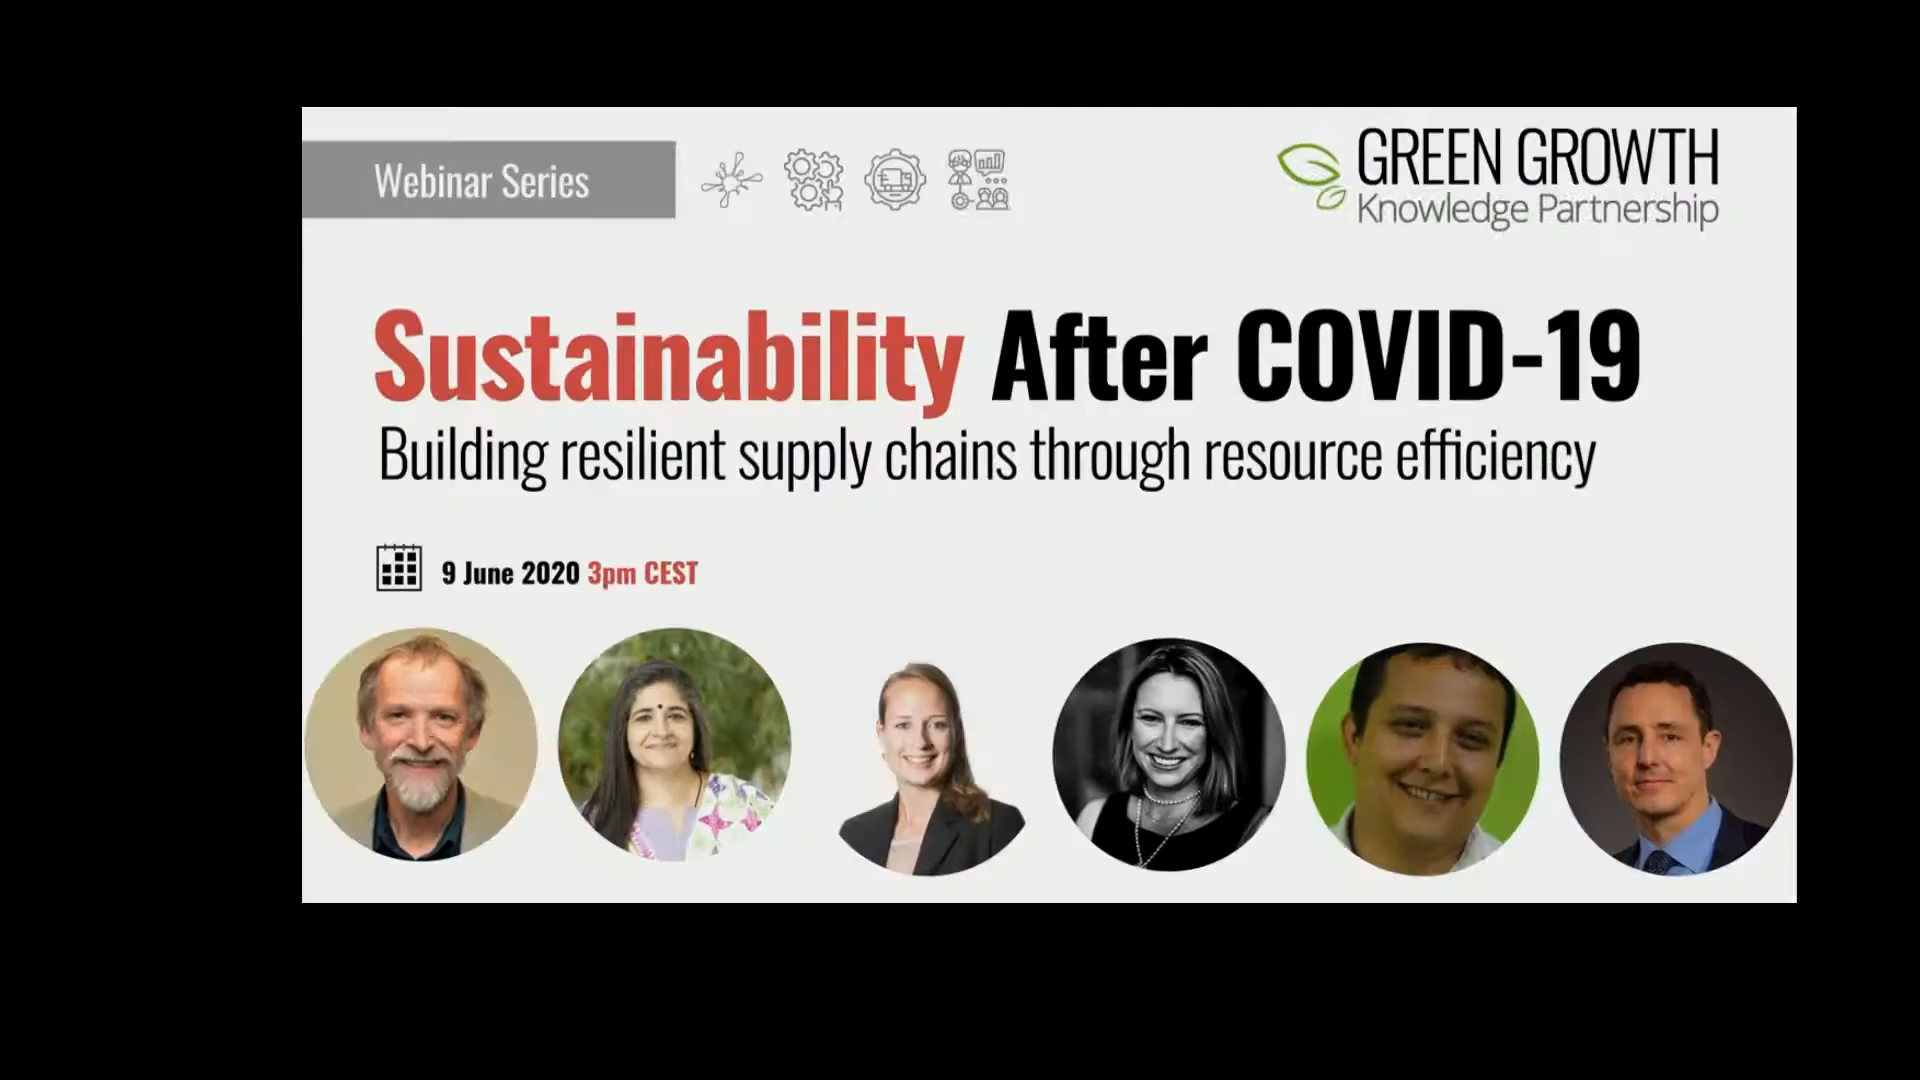 Webinar Series
GREEN GROWTH
Knowledge Partnership
Sustainability After COVID-19
Building resilient supply chains through resource efficiency
9 June 2020 3pm CEST